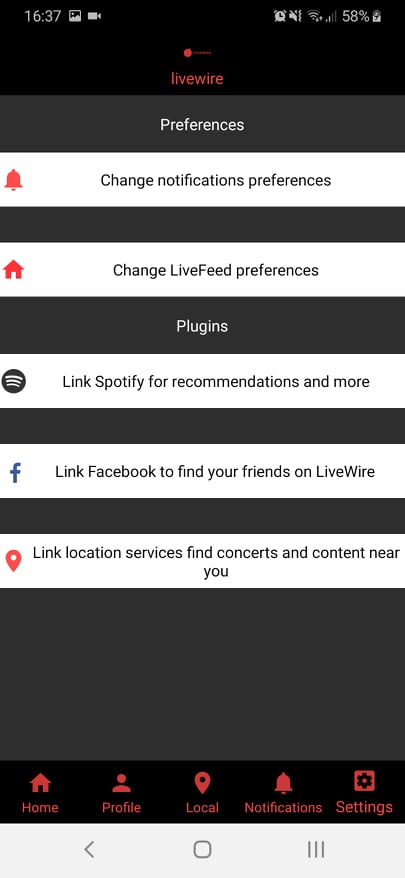 16:37
58%
LIVEWIRE
livewire
Preferences
Change notifications preferences
Change LiveFeed preferences
Plugins
Link Spotify for recommendations and more
Link Facebook to find your friends on LiveWire
Link location services find concerts and content near
you
Home
Profile
Local
Notifications
Settings